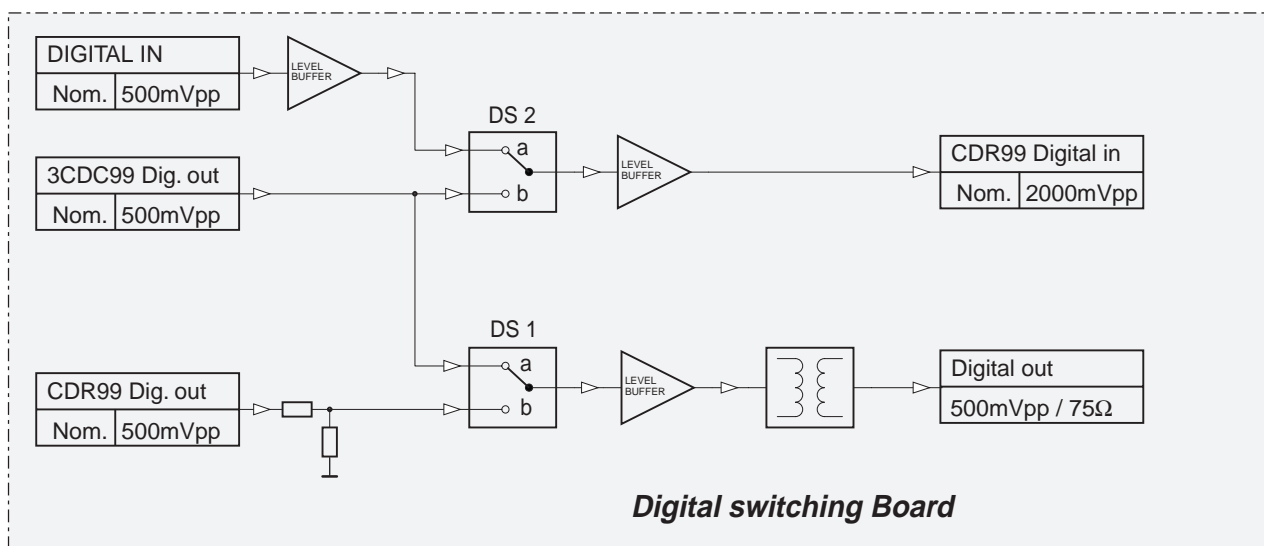 DIGITAL IN
Nom. 500mVpp
LEVEL
BUFFER
DS 2
a
b
LEVEL
BUFFER
CDR99 Digital in
Nom. 2000mVpp
3CDC99 Dig. out
Nom. 500mVpp
DS 1
a
b
LEVEL
BUFFER
Digital out
500mVpp / 75Ω
CDR99 Dig. out
Nom. 500mVpp
Digital switching Board